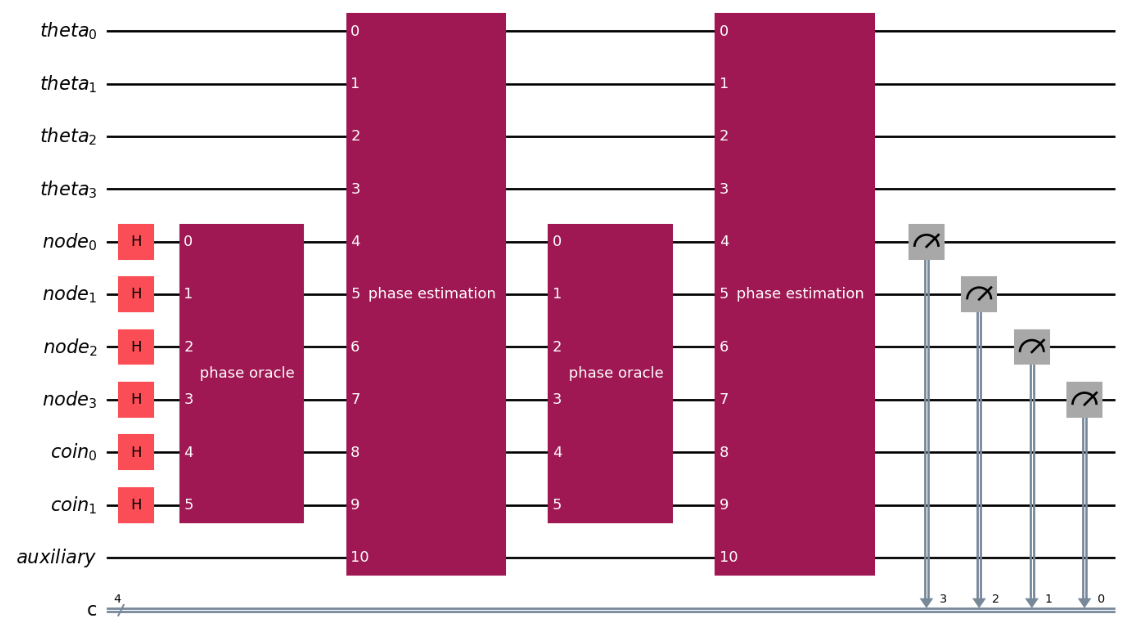 theta₀ 0 0
theta₁ 1 1
theta₂ 2 2
theta₃ 3 3
node₀ H 0 4 0 4
node₁ H 1 5 phase estimation 1 5 phase estimation
node₂ H 2 6 2 6
phase oracle phase oracle
node₃ H 3 7 3 7
coin₀ H 4 8 4 8
coin₁ H 5 9 5 9
auxiliary 10 10
c 4 3 2 1 0